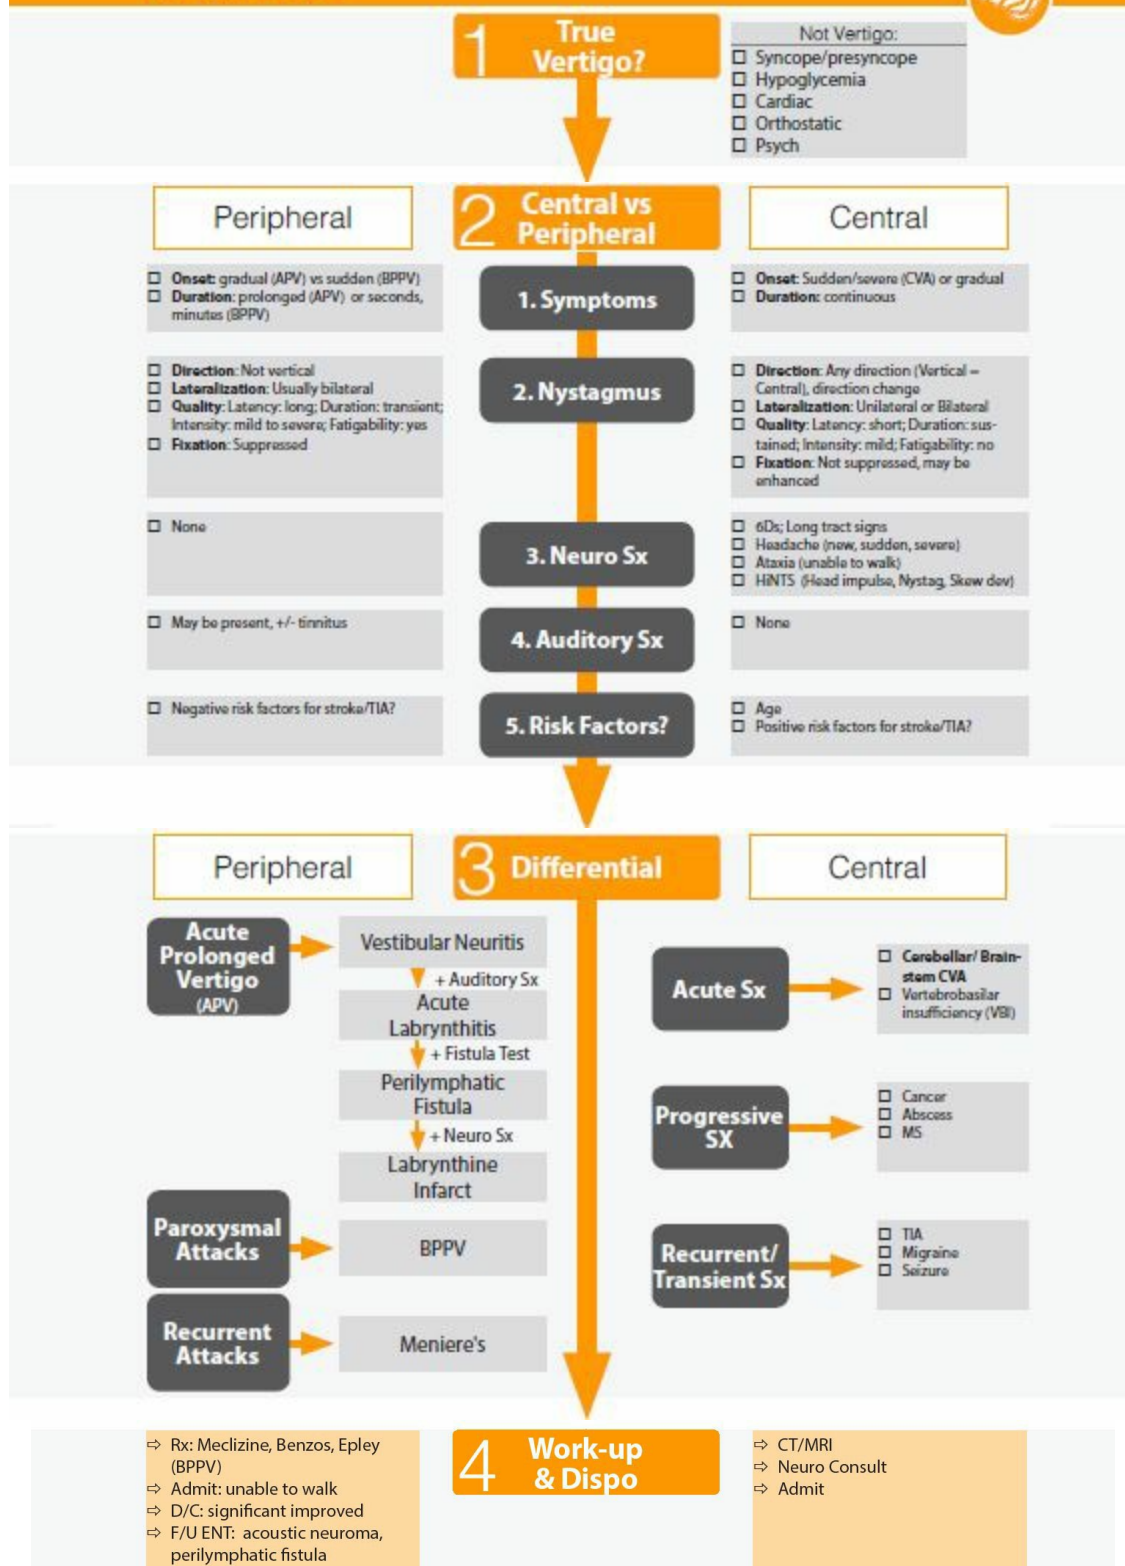 1 True
Vertigo?
Not Vertigo:
Syncope/presyncope
Hypoglycemia
Cardiac
Orthostatic
Psych
Peripheral
2 Central vs
Peripheral
Central
Onset: gradual (APV) vs sudden (BPPV)
Duration: prolonged (APV) or seconds,
minutes (BPPV)
1. Symptoms
Onset: Sudden/severe (CVA) or gradual
Duration: continuous
Direction: Not vertical
Lateralization: Usually bilateral
Quality: Latency: long; Duration: transient;
Intensity: mild to severe; Fatigability: yes
Fixation: Suppressed
2. Nystagmus
Direction: Any direction (Vertical =
Central), direction change
Lateralization: Unilateral or Bilateral
Quality: Latency: short; Duration: sus-
tained; Intensity: mild; Fatigability: no
Fixation: Not suppressed, may be
enhanced
None
3. Neuro Sx
6Ds; Long tract signs
Headache (new, sudden, severe)
Ataxia (unable to walk)
HiNTS (Head impulse, Nystag, Skew dev)
May be present, +/- tinnitus
4. Auditory Sx
None
Negative risk factors for stroke/TIA?
5. Risk Factors?
Age
Positive risk factors for stroke/TIA?
Peripheral
3 Differential
Central
Acute
Prolonged
Vertigo
(APV)
Vestibular Neuritis
+ Auditory Sx
Acute
Labrynthitis
+ Fistula Test
Perilymphatic
Fistula
+ Neuro Sx
Labrynthine
Infarct
Paroxysmal
Attacks
BPPV
Recurrent
Attacks
Meniere's
Acute Sx
Cerebellar/ Brain-
stem CVA
Vertebrobasilar
insufficiency (VBI)
Progressive
SX
Cancer
Abscess
MS
Recurrent/
Transient Sx
TIA
Migraine
Seizure
⇨ Rx: Meclizine, Benzos, Epley
(BPPV)
⇨ Admit: unable to walk
⇨ D/C: significant improved
⇨ F/U ENT: acoustic neuroma,
perilymphatic fistula
4 Work-up
& Dispo
⇨ CT/MRI
⇨ Neuro Consult
⇨ Admit